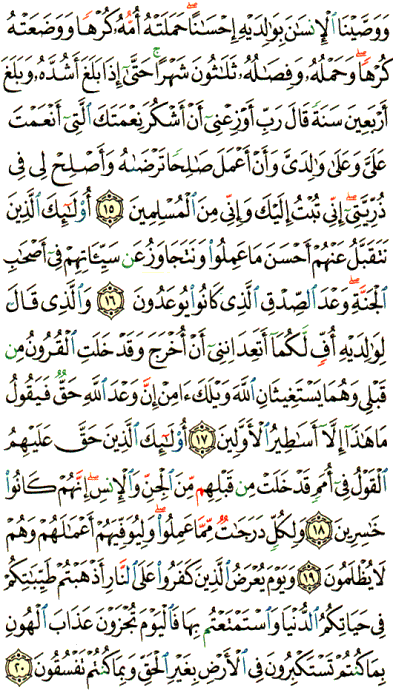 وَوَصَّيْنَا ٱلْإِنسَـٰنَ بِوَٰلِدَيْهِ إِحْسَـٰنًا ۖ حَمَلَتْهُ أُمُّهُۥ كُرْهًا وَوَضَعَتْهُ
كُرْهًا ۖ وَحَمْلُهُۥ وَفِصَـٰلُهُۥ ثَلَـٰثُونَ شَهْرًا ۚ حَتَّىٰٓ إِذَا بَلَغَ أَشُدَّهُۥ وَبَلَغَ
أَرْبَعِينَ سَنَةً قَالَ رَبِّ أَوْزِعْنِىٓ أَنْ أَشْكُرَ نِعْمَتَكَ ٱلَّتِىٓ أَنْعَمْتَ
عَلَىَّ وَعَلَىٰ وَٰلِدَىَّ وَأَنْ أَعْمَلَ صَـٰلِحًا تَرْضَىٰهُ وَأَصْلِحْ لِى فِى
ذُرِّيَّتِىٓ ۖ إِنِّى تُبْتُ إِلَيْكَ وَإِنِّى مِنَ ٱلْمُسْلِمِينَ ١٥ أُو۟لَـٰٓئِكَ ٱلَّذِينَ
نَتَقَبَّلُ عَنْهُمْ أَحْسَنَ مَا عَمِلُوا۟ وَنَتَجَاوَزُ عَن سَيِّـَٔاتِهِمْ فِىٓ أَصْحَـٰبِ
ٱلْجَنَّةِ ۖ وَعْدَ ٱلصِّدْقِ ٱلَّذِى كَانُوا۟ يُوعَدُونَ ١٦ وَٱلَّذِى قَالَ
لِوَٰلِدَيْهِ أُفٍّ لَّكُمَآ أَتَعِدَانِنِىٓ أَنْ أُخْرَجَ وَقَدْ خَلَتِ ٱلْقُرُونُ مِن
قَبْلِى وَهُمَا يَسْتَغِيثَانِ ٱللَّهَ وَيْلَكَ ءَامِنْ إِنَّ وَعْدَ ٱللَّهِ حَقٌّ فَيَقُولُ
مَا هَـٰذَآ إِلَّآ أَسَـٰطِيرُ ٱلْأَوَّلِينَ ١٧ أُو۟لَـٰٓئِكَ ٱلَّذِينَ حَقَّ عَلَيْهِمُ
ٱلْقَوْلُ فِىٓ أُمَمٍ قَدْ خَلَتْ مِن قَبْلِهِم مِّنَ ٱلْجِنِّ وَٱلْإِنسِ ۖ إِنَّهُمْ كَانُوا۟
خَـٰسِرِينَ ١٨ وَلِكُلٍّ دَرَجَـٰتٌ مِّمَّا عَمِلُوا۟ ۖ وَلِيُوَفِّيَهُمْ أَعْمَـٰلَهُمْ وَهُمْ
لَا يُظْلَمُونَ ١٩ وَيَوْمَ يُعْرَضُ ٱلَّذِينَ كَفَرُوا۟ عَلَى ٱلنَّارِ أَذْهَبْتُمْ طَيِّبَـٰتِكُمْ
فِى حَيَاتِكُمُ ٱلدُّنْيَا وَٱسْتَمْتَعْتُم بِهَا فَٱلْيَوْمَ تُجْزَوْنَ عَذَابَ ٱلْهُونِ
بِمَا كُنتُمْ تَسْتَكْبِرُونَ فِى ٱلْأَرْضِ بِغَيْرِ ٱلْحَقِّ وَبِمَا كُنتُمْ تَفْسُقُونَ ٢٠